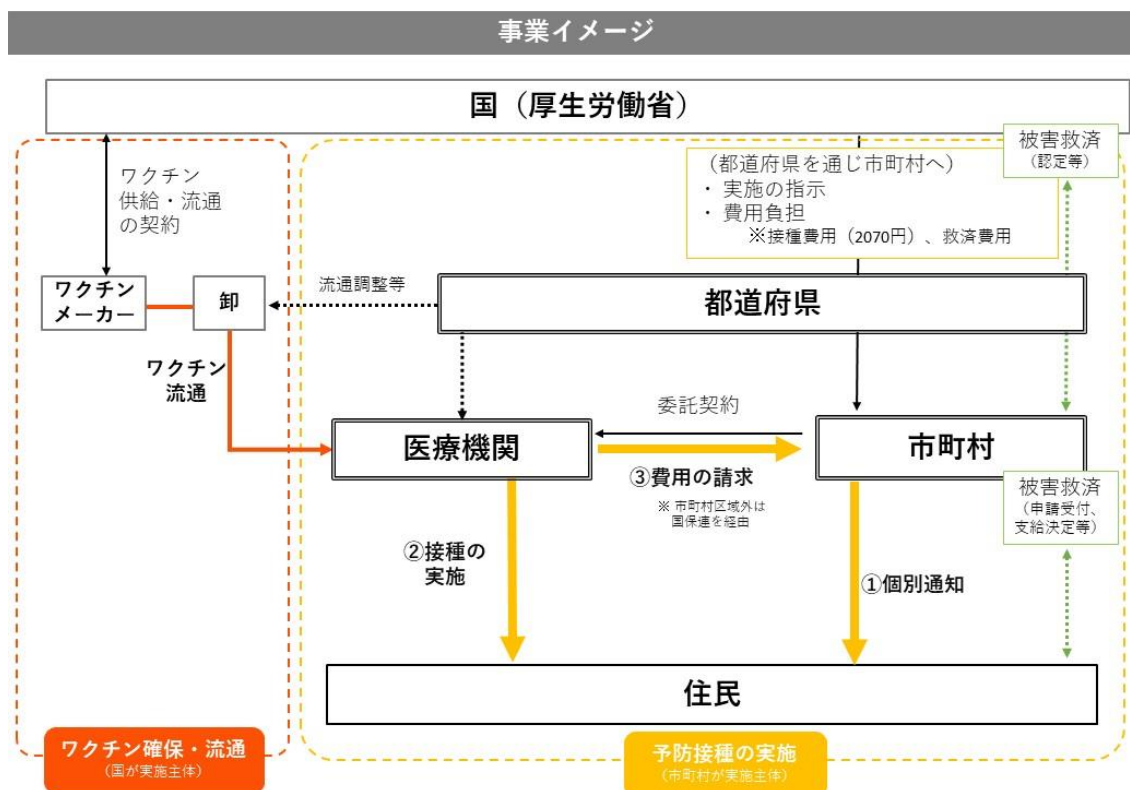 事業イメージ
国（厚生労働省）
ワクチン
供給・流通
の契約
（都道府県を通じ市町村へ）
・ 実施の指示
・ 費用負担
※接種費用（2070円）、救済費用
被害救済
（認定等）
ワクチン
メーカー
卸
流通調整等
都道府県
ワクチン
流通
委託契約
医療機関
市町村
③費用の請求
※ 市町村区域外は
国保連を経由
被害救済
（申請受付、
支給決定等）
②接種の
実施
①個別通知
住民
ワクチン確保・流通
（国が実施主体）
予防接種の実施
（市町村が実施主体）